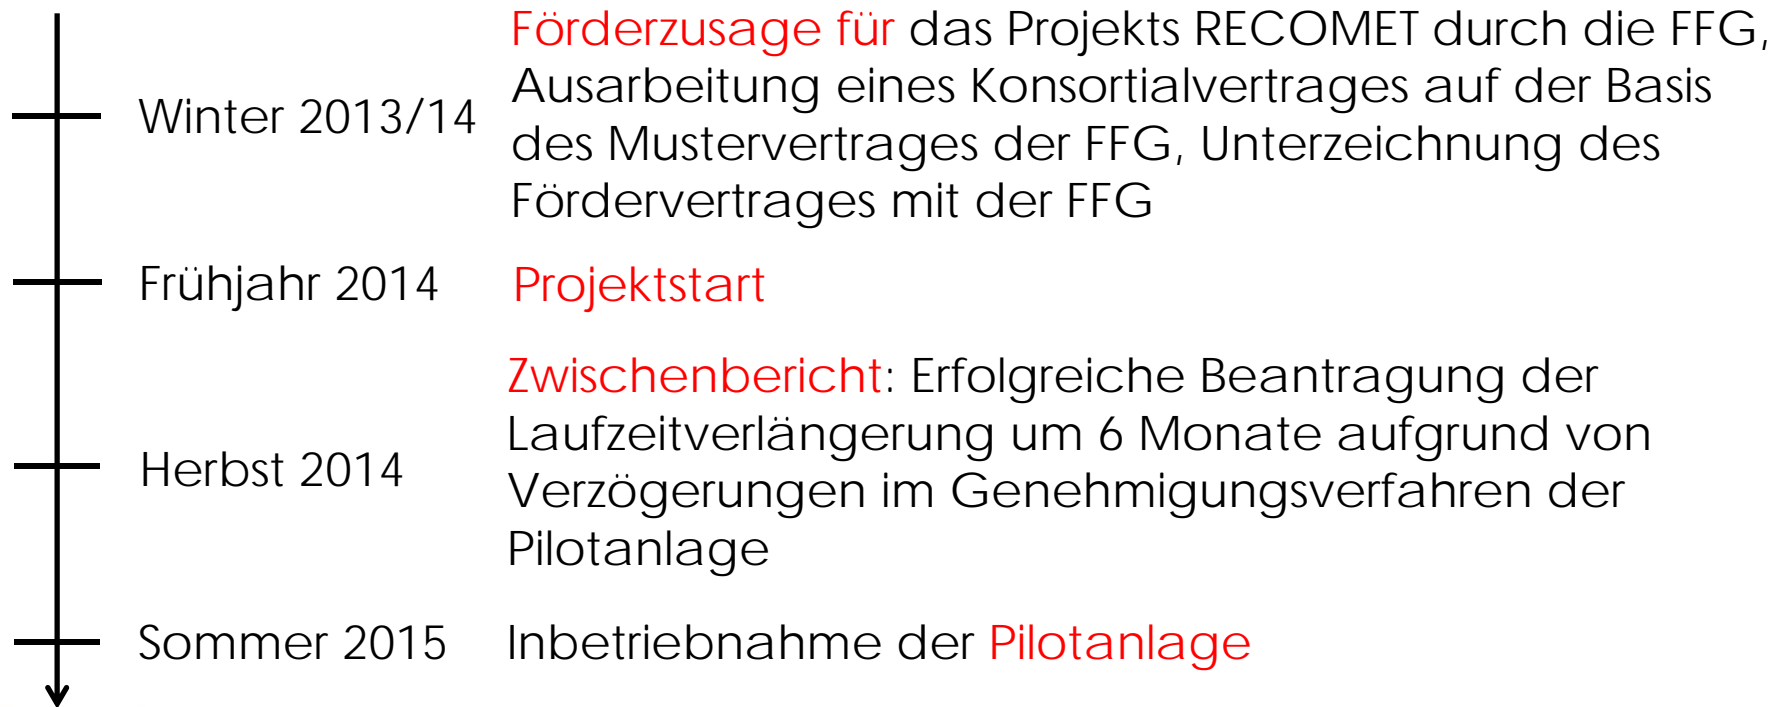 Förderzusage für das Projekts RECOMET durch die FFG,
Ausarbeitung eines Konsortialvertrages auf der Basis
des Mustervertrages der FFG, Unterzeichnung des
Fördervertrages mit der FFG
Winter 2013/14
Frühjahr 2014
Projektstart
Zwischenbericht: Erfolgreiche Beantragung der
Laufzeitverlängerung um 6 Monate aufgrund von
Verzögerungen im Genehmigungsverfahren der
Pilotanlage
Herbst 2014
Sommer 2015
Inbetriebnahme der Pilotanlage